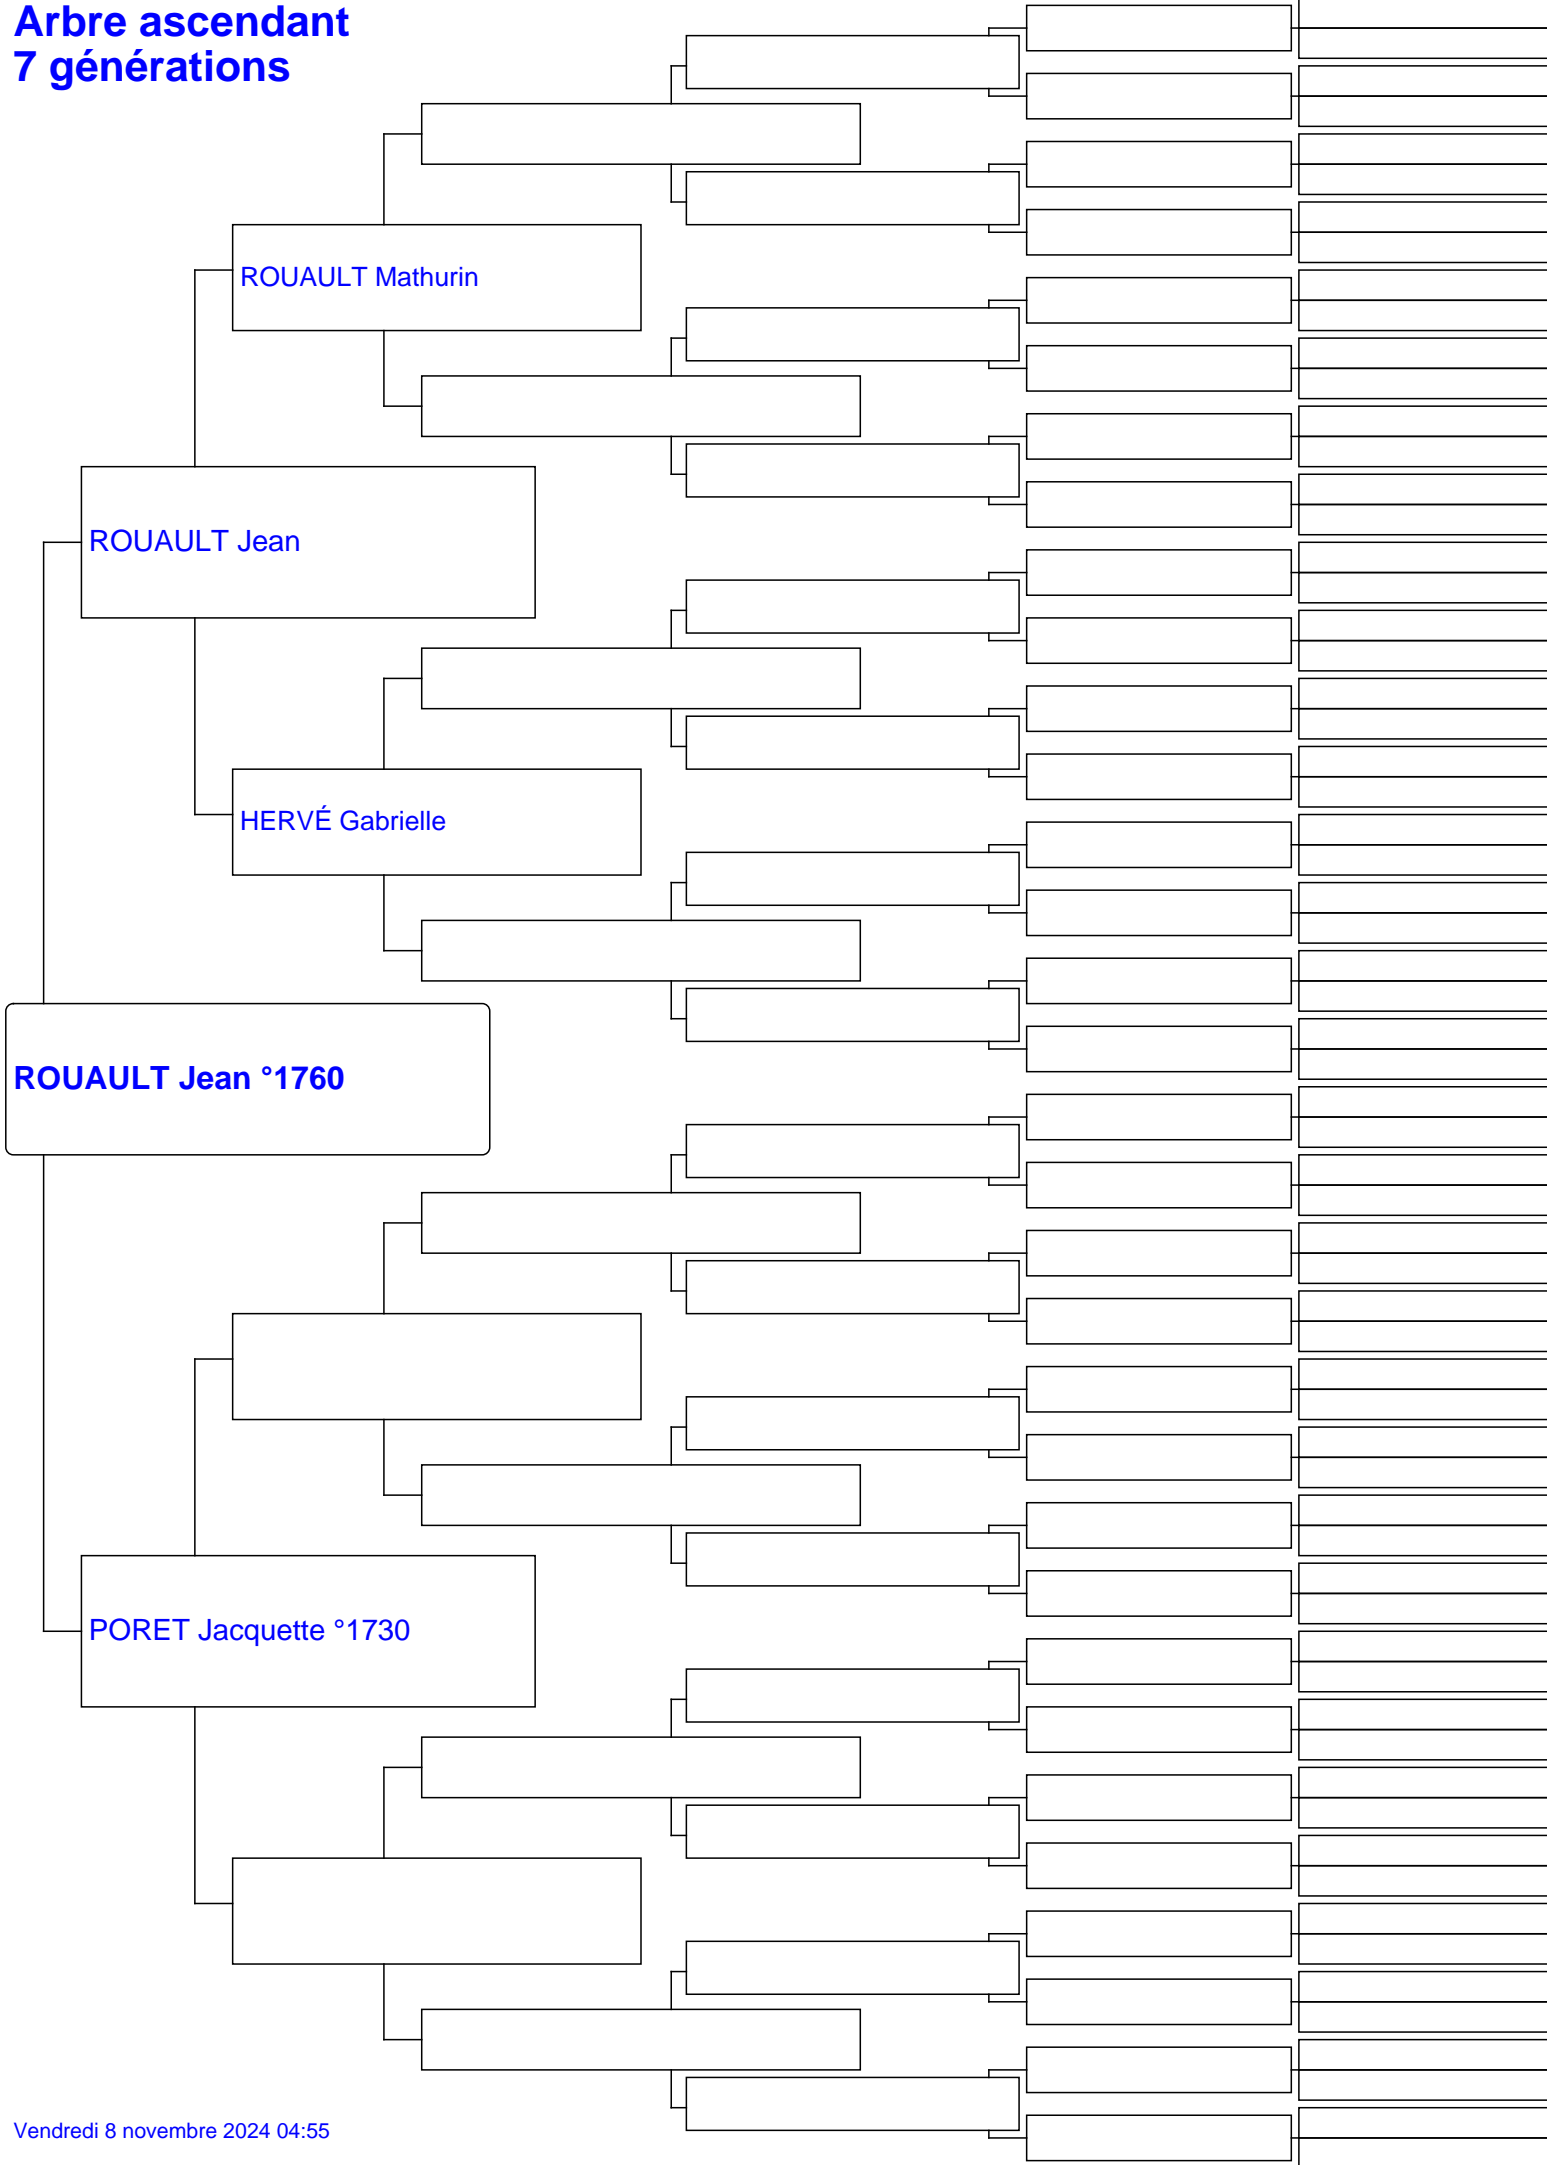 Arbre ascendant
7 générations
ROUAULT Mathurin
ROUAULT Jean
HERVÉ Gabrielle
ROUAULT Jean °1760
PORET Jacquette °1730
Vendredi 8 novembre 2024 04:55